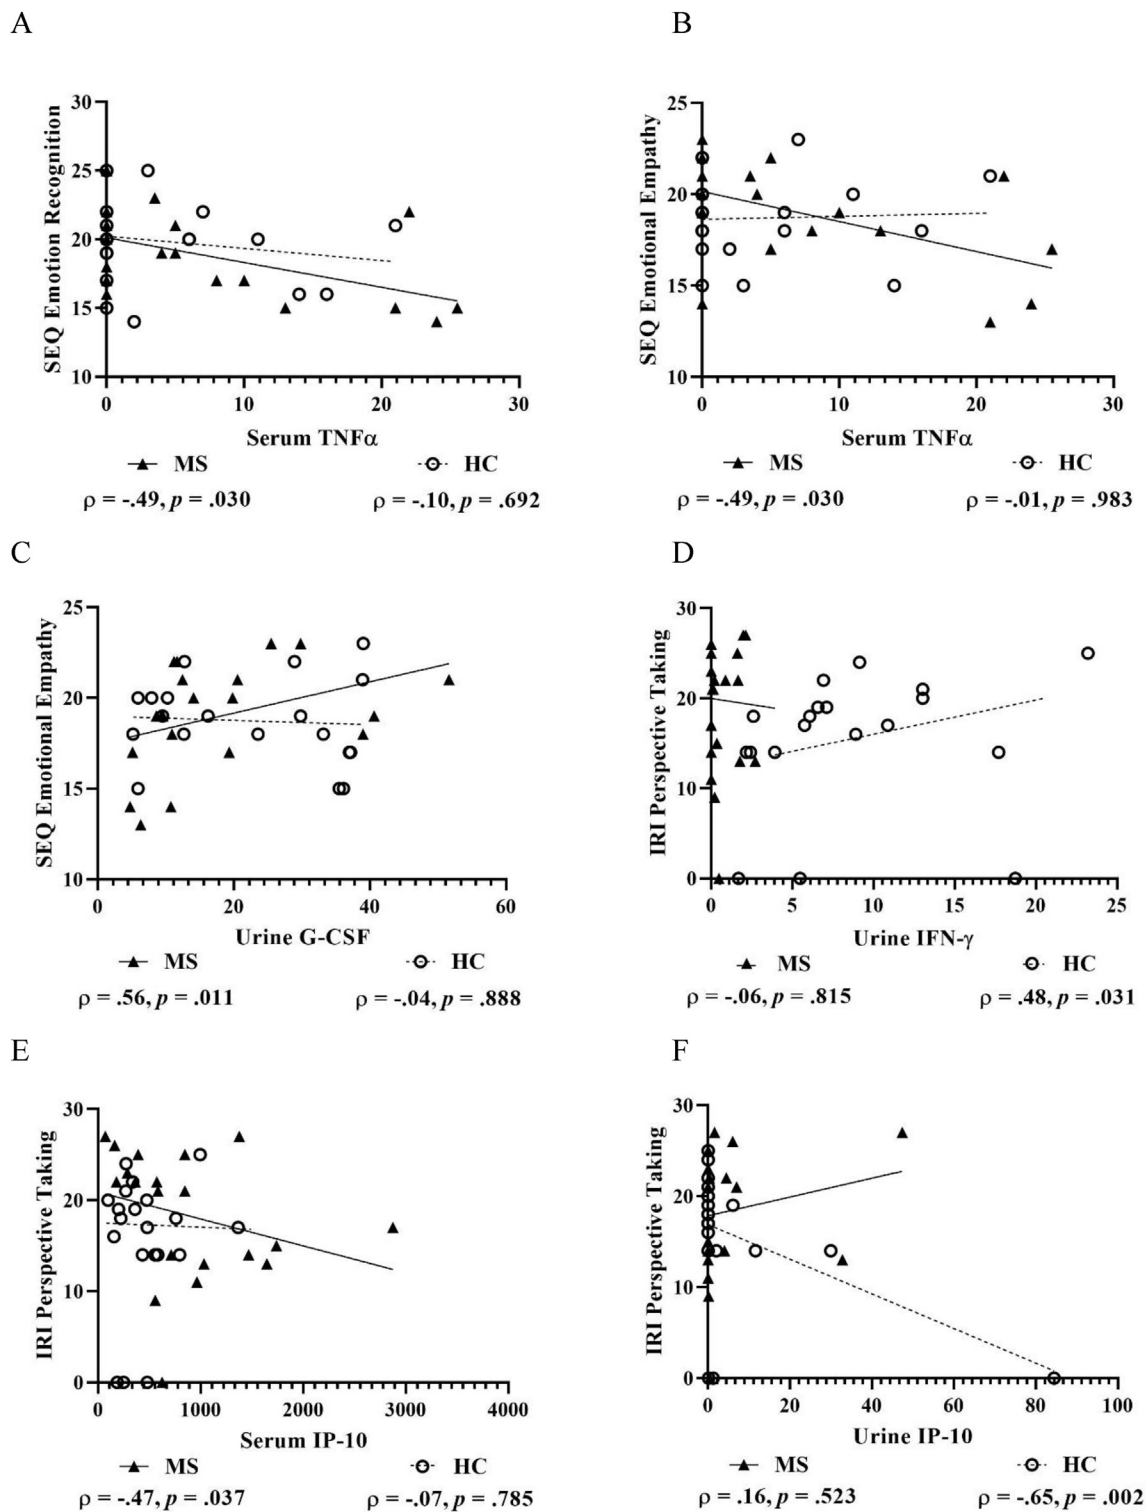 A
B
SEQ Emotion Recognition
30
25
20
15
10
0 10 20 30
Serum TNFα
MS HC
ρ = -.49, p = .030 ρ = -.10, p = .692
SEQ Emotional Empathy
25
20
15
10
0 10 20 30
Serum TNFα
MS HC
ρ = -.49, p = .030 ρ = -.01, p = .983
C
D
SEQ Emotional Empathy
25
20
15
10
0 20 40 60
Urine G-CSF
MS HC
ρ = .56, p = .011 ρ = -.04, p = .888
IRI Perspective Taking
30
20
10
0
0 5 10 15 20 25
Urine IFN-γ
MS HC
ρ = -.06, p = .815 ρ = .48, p = .031
E
F
IRI Perspective Taking
30
20
10
0
0 1000 2000 3000 4000
Serum IP-10
MS HC
ρ = -.47, p = .037 ρ = -.07, p = .785
IRI Perspective Taking
30
20
10
0
0 20 40 60 80 100
Urine IP-10
MS HC
ρ = .16, p = .523 ρ = -.65, p = .002